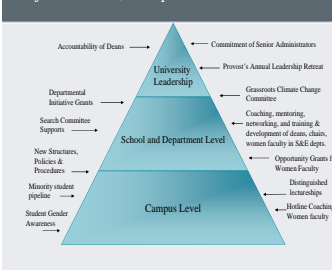 Accountability of Deans
Commitment of Senior Administrators
Provost's Annual Leadership Retreat
University
Leadership
Departmental
Initiative Grants
Grassroots Climate Change
Committee
Search Committee
Supports
Coaching, mentoring,
networking, and training &
development of deans, chairs,
women faculty in S&E depts.
School and Department Level
New Structures,
Policies &
Procedures
Opportunity Grants f
Women Faculty
Minority student
pipeline
Distinguished
lectureships
Campus Level
Student Gender
Awareness
Hotline Coaching
Women faculty